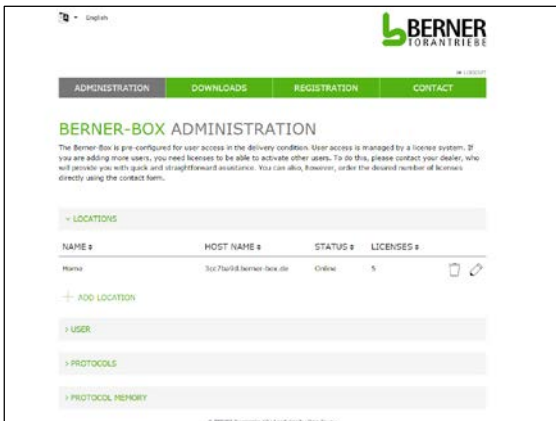 English
BERNER
TORANTRIEBE
LOGOUT
ADMINISTRATION DOWNLOADS REGISTRATION CONTACT
BERNER-BOX ADMINISTRATION
The Berner-Box is pre-configured for user access in the delivery condition. User access is managed by a license system. If
you are adding more users, you need licenses to be able to activate other users. To do this, please contact your dealer, who
will provide you with quick and straightforward assistance. You can also, however, order the desired number of licenses
directly using the contact form.
LOCATIONS
NAME HOST NAME STATUS LICENSES
Home .berner-box.de Online 5
+ ADD LOCATION
> USER
> PROTOCOLS
> PROTOCOL MEMORY